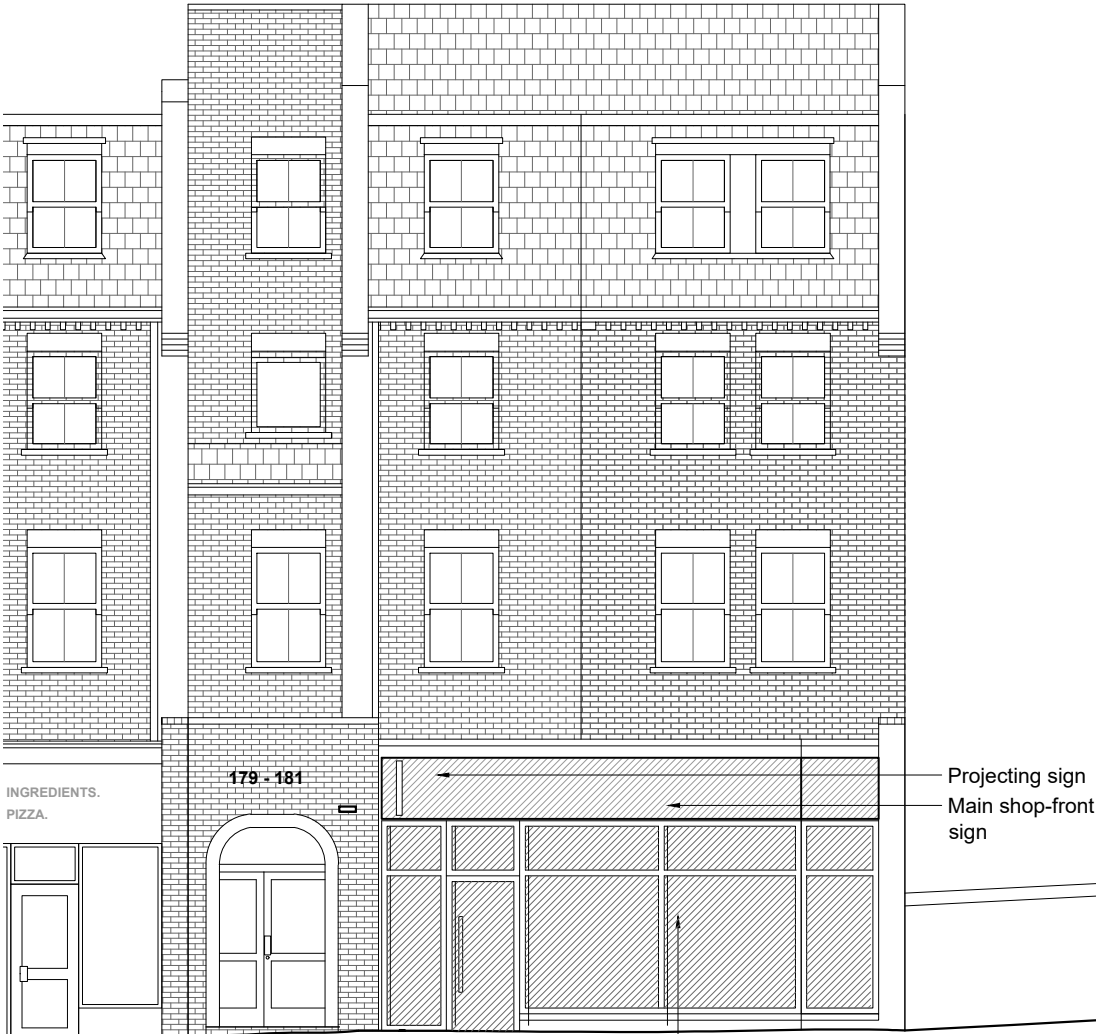 179 - 181
INGREDIENTS.
PIZZA.
Projecting sign
Main shop-front
sign